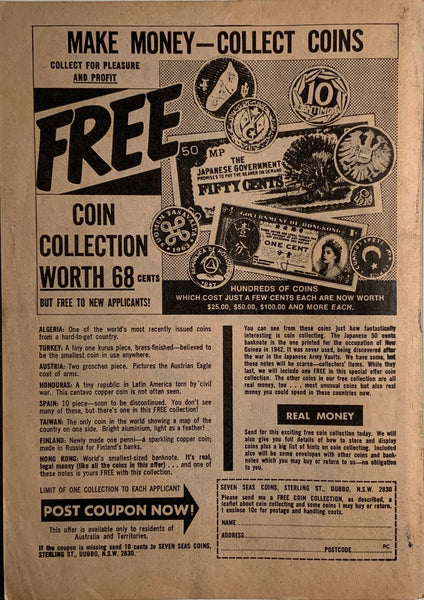 MAKE MONEY—COLLECT COINS
COLLECT FOR PLEASURE
AND PROFIT
FREE
COIN
COLLECTION
WORTH 68 CENTS
BUT FREE TO NEW APPLICANTS!
10
CENTIMOS
50 MP
THE
JAPANESE GOVERNMENT
PROMISES TO PAY THE BEARER ON DEMAND
FIFTY CENTS
GOVERNMENT OF HONGKONG
ONE CENT
HUNDREDS OF COINS
WHICH COST JUST A FEW CENTS EACH ARE NOW WORTH
$25.00, $50.00, $100.00 AND MORE EACH.
ALGERIA: One of the world's most recently issued coins
from a hard-to-get country.
TURKEY: A tiny one kurus piece, brass-finished—believed to
be the smallest coin in use anywhere.
AUSTRIA: Two groschen piece. Pictures the Austrian Eagle
coat of arms.
HONDURAS: A tiny republic in Latin America torn by civil
war. This centavo copper coin is not often seen.
SPAIN: 10 piece—soon to be discontinued. You don't see
many of these, but there's one in this FREE collection!
TAIWAN: The only coin in the world showing a map of the
country on one side. Bright aluminium, light as a feather!
FINLAND: Newly made one penni—a sparkling copper coin;
made in Russia for Finland's banks.
HONG KONG: World's smallest-sized banknote. It's real,
legal money (like all the coins in this offer) . . . and one of
these notes is yours FREE with this collection.
LIMIT OF ONE COLLECTION TO EACH APPLICANT
POST COUPON NOW!
This offer is available only to residents of
Australia and Territories.
If the coupon is missing send 10 cents to SEVEN SEAS COINS,
STERLING ST., DUBBO, N.S.W. 2830.
You can see from these coins just how fantastically
interesting is coin collecting. The Japanese 50 cents
banknote is the one printed for the occupation of New
Guinea in 1942. It was never used, being discovered after
the war in the Japanese Army Vaults. We have some, but
these notes will be scarce—collectors' items. While they
last, we will include one FREE in this special offer coin
collection. The other coins in our free collection are all
real money, too . . . most unusual coins but also real
money you could spend in these countries now.
REAL MONEY
Send for this exciting free coin collection today. We will
also give you full details of how to store and display
coins plus a big list of hints on coin collecting. Included
also will be some envelopes with other coins and bank-
notes which you may buy or return to us—no obligation
to you.
SEVEN SEAS COINS, STERLING ST., DUBBO, N.S.W. 2830
Please send me a FREE COIN COLLECTION, as described, a
leaflet about coin collecting and some coins I may buy or return.
I enclose 10c for postage and handling costs.
NAME
ADDRESS
POSTCODE PC